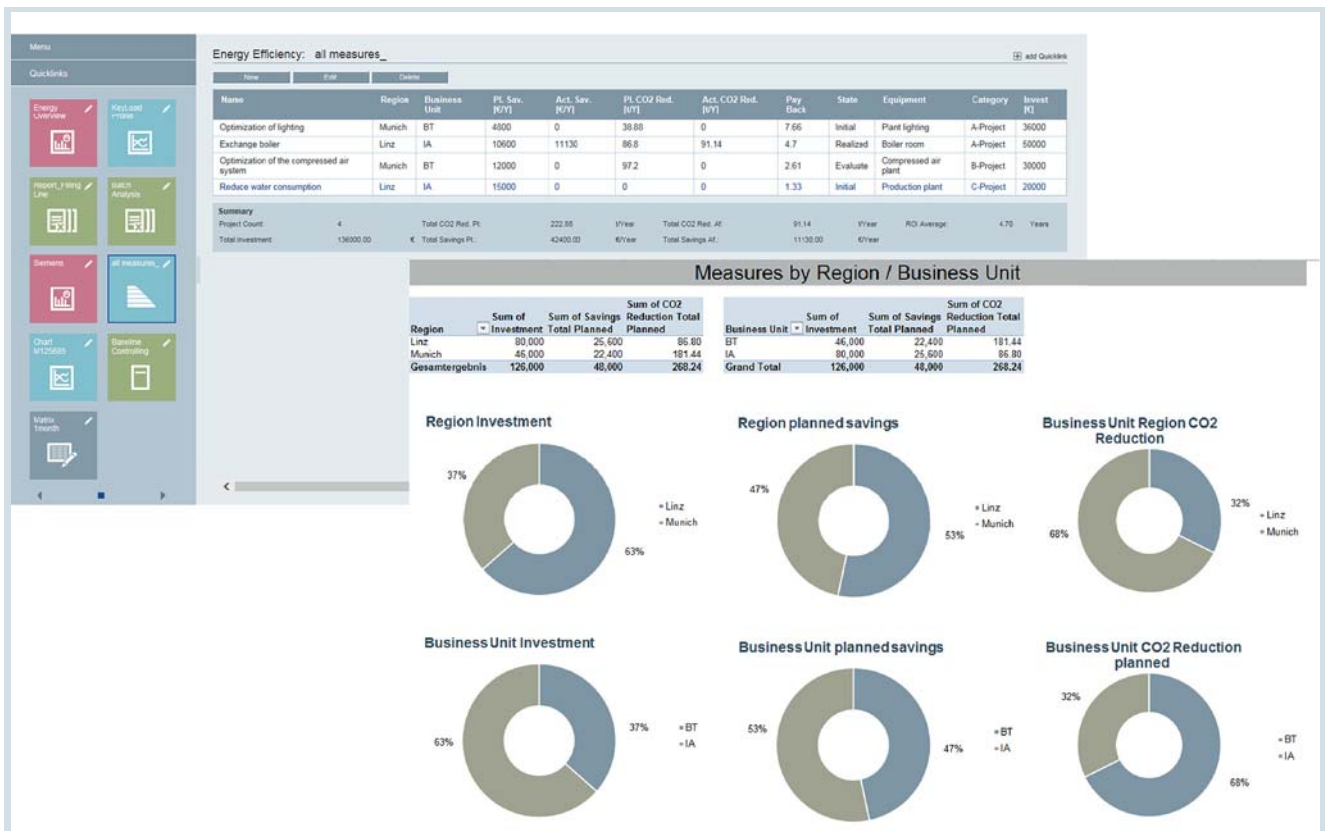 Menu
Quicklinks
Energy Overview
KeyLoad Profile
Report_Filling Line
Batch Analysis
Siemens
all measures_
Chart
Baseline Controlling
Matrix 1month
Energy Efficiency: all measures_
add Quicklink
New Edit Delete
Name Region Business Unit Pl. Sav. [€/Y] Act. Sav. [€/Y] Pl. CO2 Red. [t/Y] Act. CO2 Red. [t/Y] Pay Back State Equipment Category Invest [€]
Optimization of lighting Munich BT 4800 0 38.88 0 7.66 Initial Plant lighting A-Project 36000
Exchange boiler Linz IA 10600 11130 86.8 91.14 4.7 Realized Boiler room A-Project 50000
Optimization of the compressed air system Munich BT 12000 0 97.2 0 2.61 Evaluate Compressed air plant B-Project 30000
Reduce water consumption Linz IA 15000 0 0 0 1.33 Initial Production plant C-Project 20000
Summary
Project Count: 4 Total CO2 Red. Pl.: 222.88 t/Year Total CO2 Red. Af.: 91.14 t/Year ROI Average: 4.70 Years
Total Investment: 136000.00 € Total Savings Pl.: 42400.00 €/Year Total Savings Af.: 11130.00 €/Year
Measures by Region / Business Unit
Region Sum of Investment Sum of Savings Total Planned Sum of CO2 Reduction Total Planned
Linz 80,000 25,600 86.80
Munich 46,000 22,400 181.44
Gesamtergebnis 126,000 48,000 268.24
Business Unit Sum of Investment Sum of Savings Total Planned Sum of CO2 Reduction Total Planned
BT 46,000 22,400 181.44
IA 80,000 25,600 86.80
Grand Total 126,000 48,000 268.24
Region Investment
37%
63%
Linz
Munich
Region planned savings
47%
53%
Linz
Munich
Business Unit Region CO2
Reduction
32%
68%
Linz
Munich
Business Unit Investment
37%
63%
BT
IA
Business Unit planned savings
53%
47%
BT
IA
Business Unit CO2 Reduction
planned
32%
68%
BT
IA